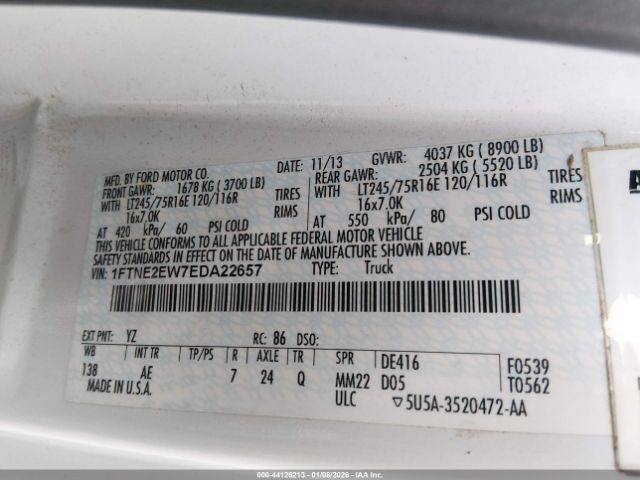 MFD. BY FORD MOTOR CO.
DATE: 11/13 GVWR: 4037 KG ( 8900 LB)
FRONT GAWR: 1678 KG ( 3700 LB) REAR GAWR: 2504 KG ( 5520 LB)
WITH LT245/75R16E 120/116R TIRES WITH LT245/75R16E 120/116R TIRES
16x7.0K RIMS 16x7.0K RIMS
AT 420 kPa/ 60 PSI COLD AT 550 kPa/ 80 PSI COLD
THIS VEHICLE CONFORMS TO ALL APPLICABLE FEDERAL MOTOR VEHICLE
SAFETY STANDARDS IN EFFECT ON THE DATE OF MANUFACTURE SHOWN ABOVE.
VIN: 1FTNE2EW7EDA22657 TYPE: Truck
EXT PNT: YZ RC: 86 DSO:
WB INT TR TP/PS R AXLE TR SPR DE416 F0539
138 AE 7 24 Q MM22 D05 T0562
MADE IN U.S.A. ULC ▽5U5A-3520472-AA
000-44126213 - 01/08/2026 - IAA Corp.